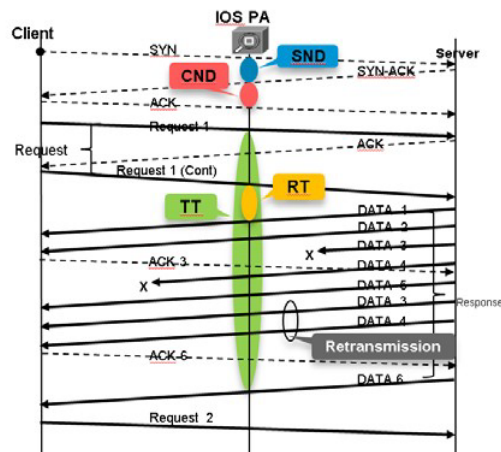 IOS PA
Client
Server
SYN
SND
SYN-ACK
CND
ACK
Request 1
ACK
Request
Request 1 (Cont)
RT
TT
DATA 1
DATA 2
DATA 3
X
ACK 3
DATA 4
X
DATA 5
DATA 3
Response
DATA 4
Retransmission
ACK 6
DATA 6
Request 2